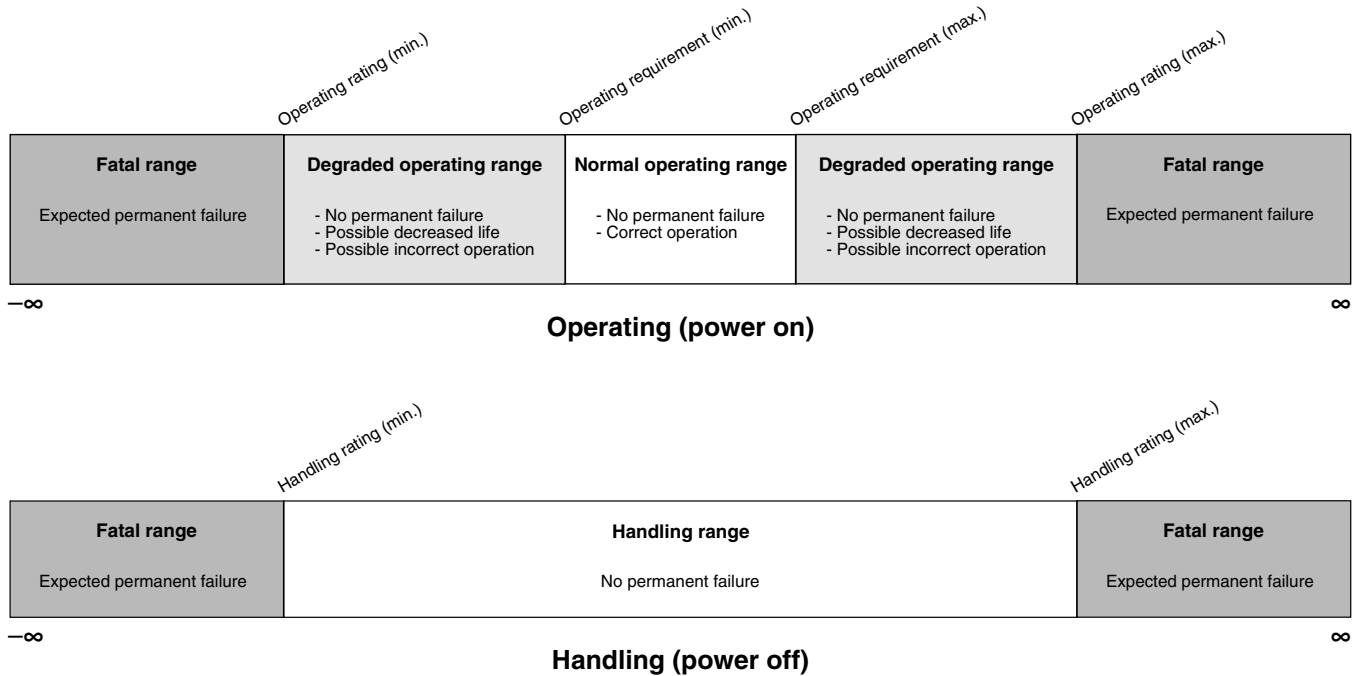 Operating rating (min.)
Operating requirement (min.)
Operating requirement (max.)
Operating rating (max.)
Fatal range
Expected permanent failure
Degraded operating range
- No permanent failure
- Possible decreased life
- Possible incorrect operation
Normal operating range
- No permanent failure
- Correct operation
Degraded operating range
- No permanent failure
- Possible decreased life
- Possible incorrect operation
Fatal range
Expected permanent failure
–∞
∞
Operating (power on)
Handling rating (min.)
Handling rating (max.)
Fatal range
Expected permanent failure
Handling range
No permanent failure
Fatal range
Expected permanent failure
–∞
∞
Handling (power off)